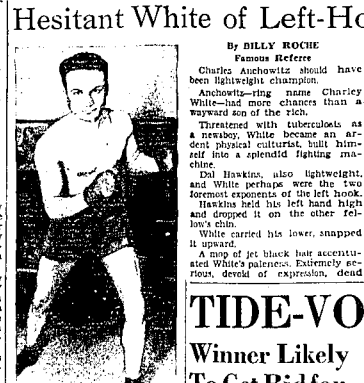 Hesitant White of Left-Ho
By BILLY ROCHE
Famous Referee
Charles Anchowitz should have
been lightweight champion.
Anchowitz—ring name Charley
White—had more chances than a
wayward son of the rich.
Threatened with tuberculosis as
a newsboy, White became an ar-
dent physical culturist, built him-
self into a splendid fighting ma-
chine.
Dal Hawkins, also lightweight,
and White perhaps were the two
foremost exponents of the left hook.
Hawkins held his left hand high
and dropped it on the other fel-
low's chin.
White carried his lower, snapped
it upward.
A mop of jet black hair accentu-
ated White's paleness. Extremely se-
rious, devoid of expression, dead
TIDE-VO
Winner Likely
To Get Bid for